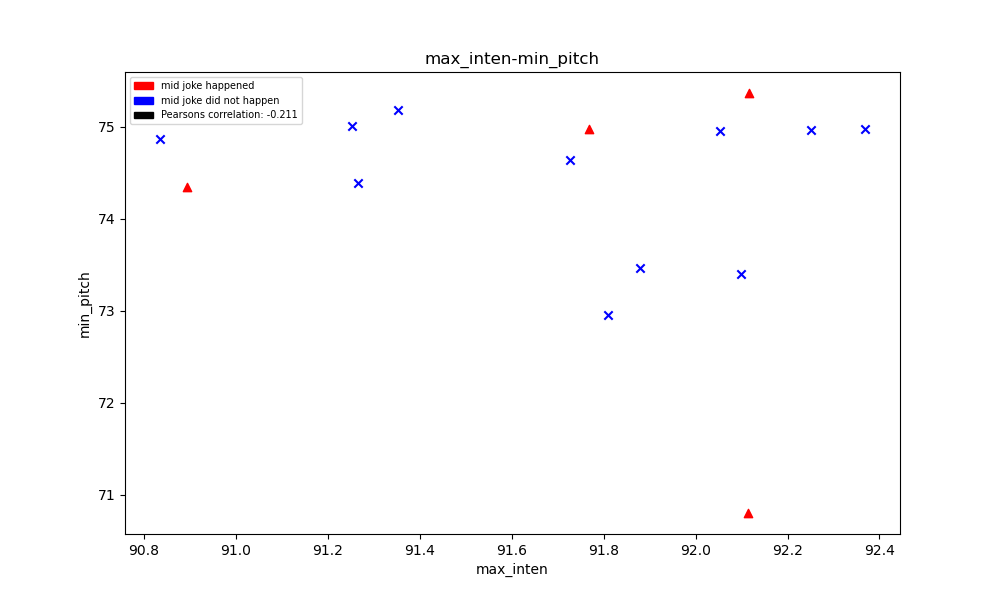 max_inten-min_pitch
mid joke happened
mid joke did not happen
Pearsons correlation: -0.211
75
74
73
72
71
min_pitch
90.8 91.0 91.2 91.4 91.6 91.8 92.0 92.2 92.4
max_inten